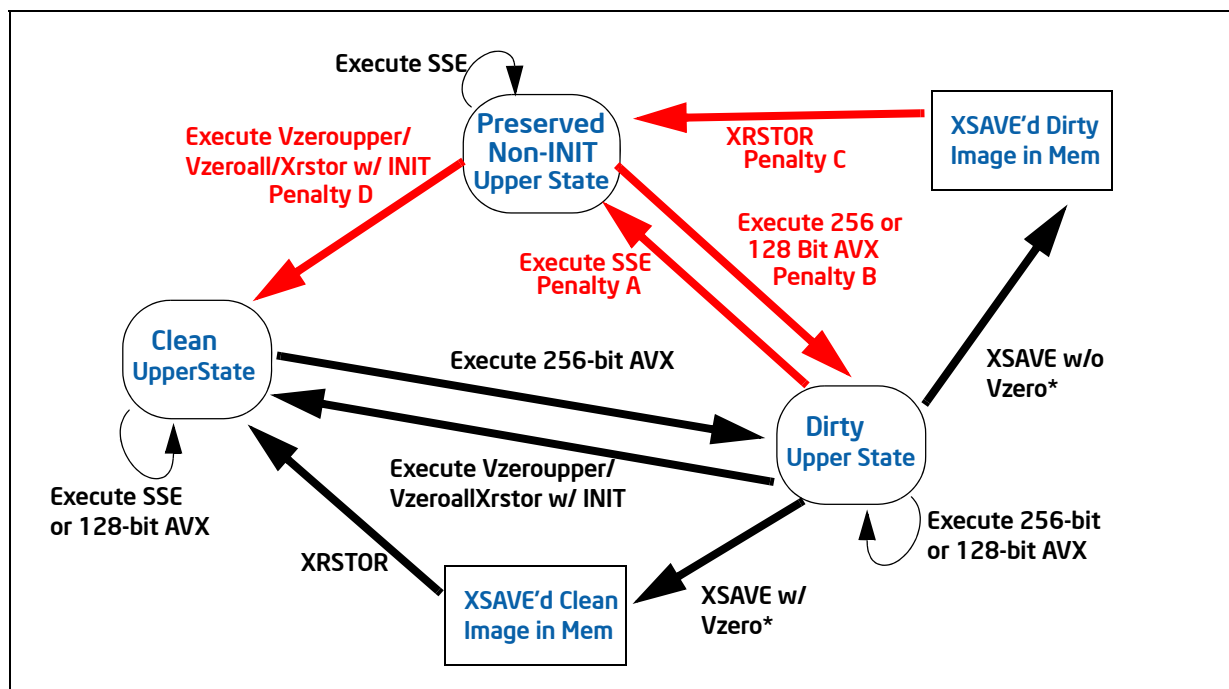 Execute SSE
Preserved
Non-INIT
Upper State
Execute Vzeroupper/
Vzeroall/Xrstor w/ INIT
Penalty D
XRSTOR
Penalty C
XSAVE'd Dirty
Image in Mem
Execute 256 or
128 Bit AVX
Penalty B
Execute SSE
Penalty A
Clean
UpperState
Execute 256-bit AVX
XSAVE w/o
Vzero*
Dirty
Upper State
Execute Vzeroupper/
VzeroallXrstor w/ INIT
Execute SSE
or 128-bit AVX
Execute 256-bit
or 128-bit AVX
XRSTOR
XSAVE'd Clean
Image in Mem
XSAVE w/
Vzero*